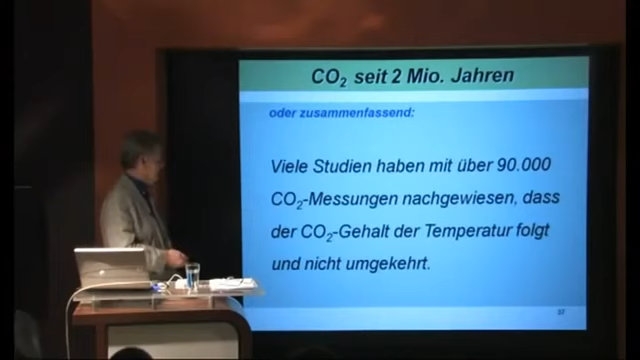 CO₂ seit 2 Mio. Jahren
oder zusammenfassend:
Viele Studien haben mit über 90.000
CO₂-Messungen nachgewiesen, dass
der CO₂-Gehalt der Temperatur folgt
und nicht umgekehrt.
37